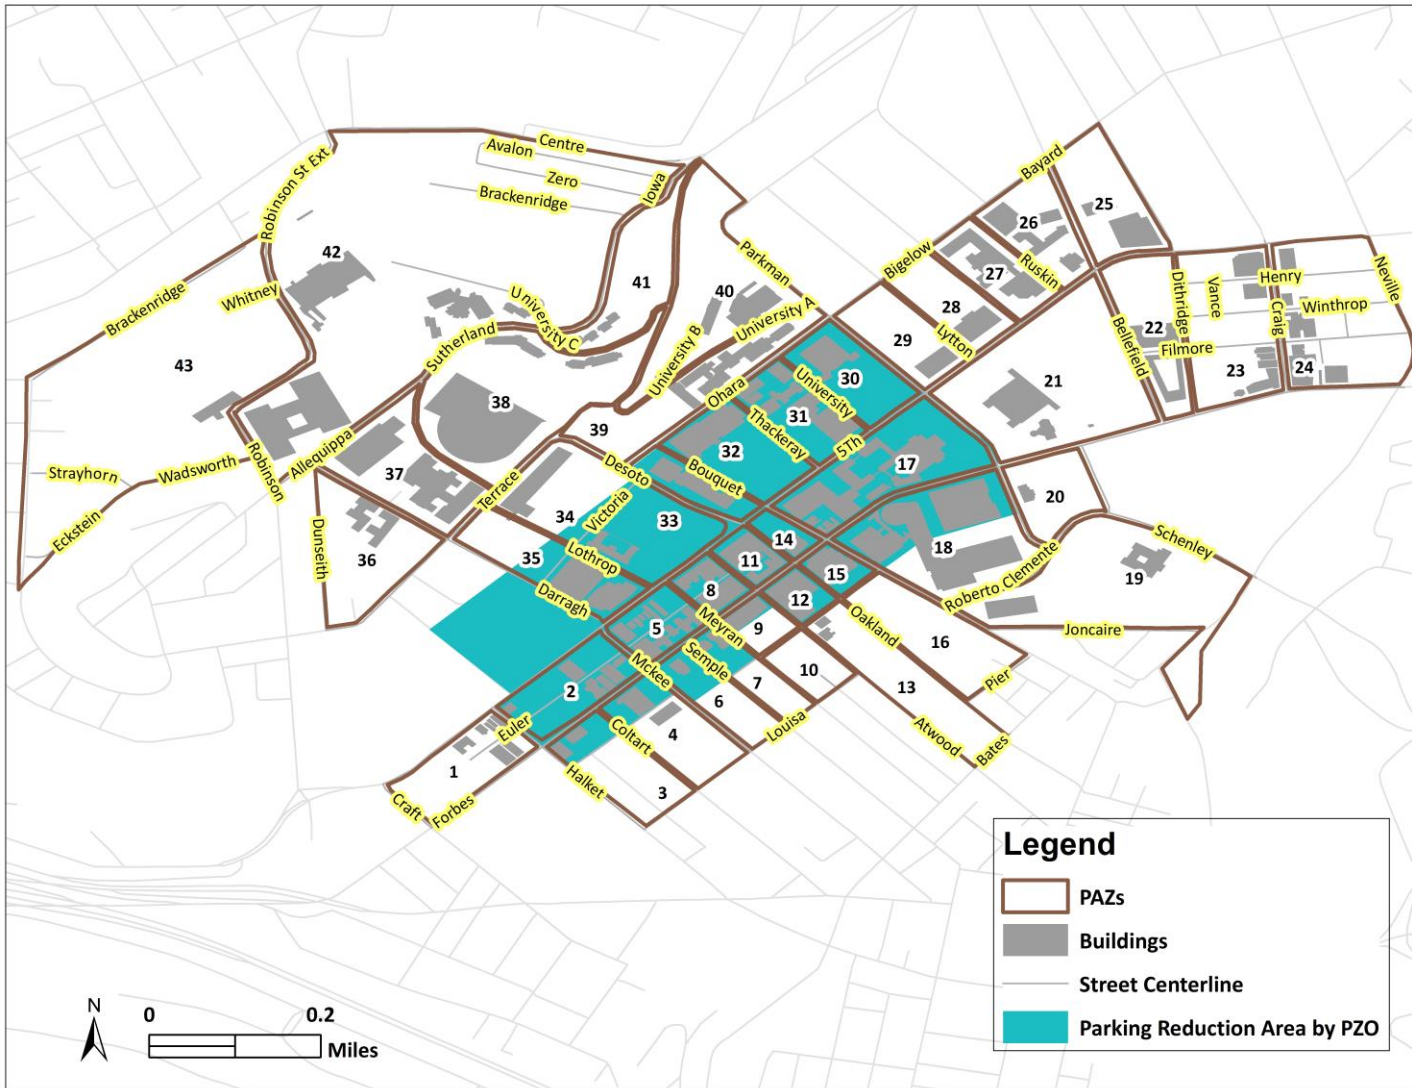 Centre
Avalon
Zero
Brackenridge
Iowa
Robinson St Ext
Bayard
25
26
Parkman
Bigelow
Ruskin
27
42
41
40
Whitney
Brackenridge
University C
University A
University B
Sutherland
28
Lytton
29
Dithridge
Vance
Henry
Craig
Winthrop
Neville
22
Filmore
Bellefield
23
24
43
38
Ohara
University
30
21
31
Thackeray
5Th
39
32
17
Allequippa
Robinson
37
Terrace
Desoto
Bouquet
Strayhorn
Wadsworth
Eckstein
Dunseith
36
34
Victoria
33
20
35
Lothrop
14
18
Schenley
11
15
19
Roberto Clemente
Darragh
8
12
Meyran
5
9
Oakland
16
Joncaire
Mckee
Semple
10
7
Pier
2
6
13
Euler
Coltart
4
Louisa
Atwood
Bates
1
Halket
3
Craft
Forbes
Legend
PAZs
Buildings
Street Centerline
Parking Reduction Area by PZO
N
0 0.2
Miles